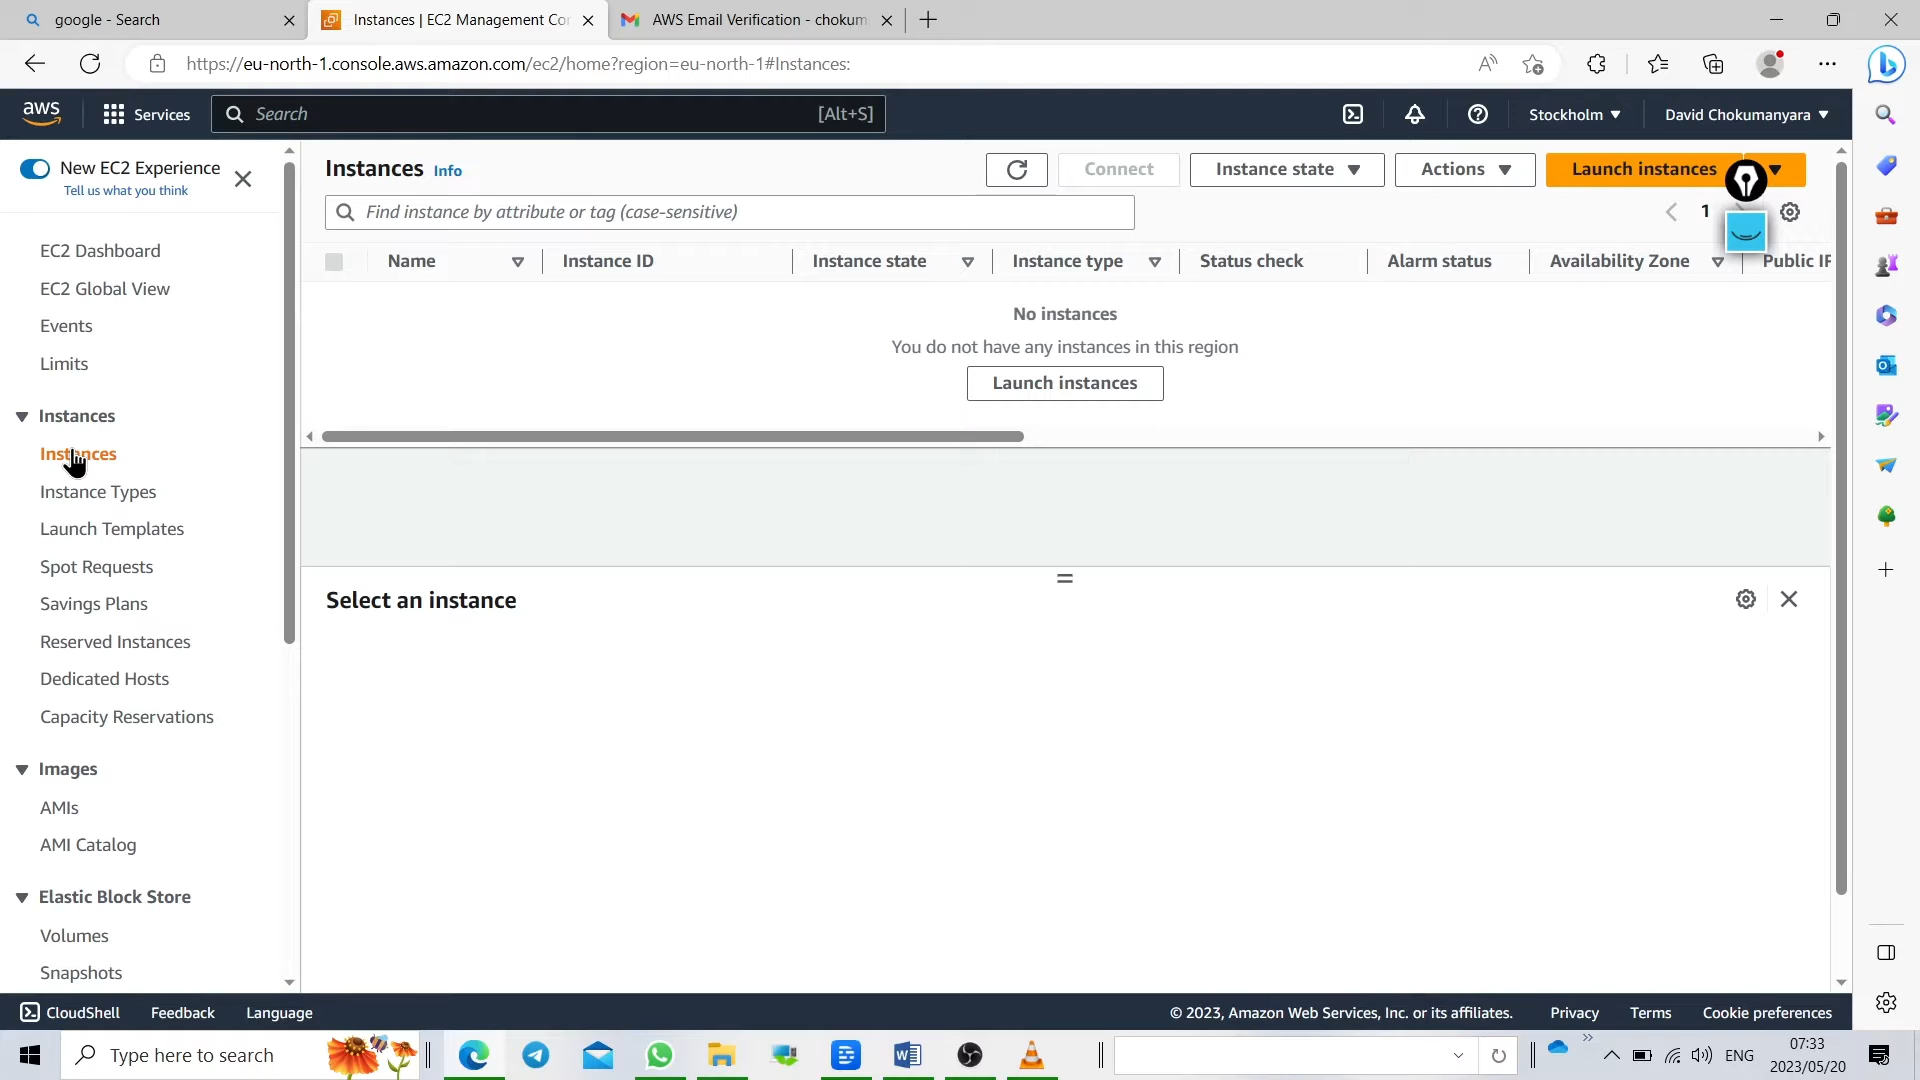 google - Search
Instances | EC2 Management Co
AWS Email Verification - chokum
https://eu-north-1.console.aws.amazon.com/ec2/home?region=eu-north-1#Instances:
aws
Services
Search
[Alt+S]
Stockholm
David Chokumanyara
New EC2 Experience
Tell us what you think
EC2 Dashboard
EC2 Global View
Events
Limits
Instances
Instances
Instance Types
Launch Templates
Spot Requests
Savings Plans
Reserved Instances
Dedicated Hosts
Capacity Reservations
Images
AMIs
AMI Catalog
Elastic Block Store
Volumes
Snapshots
Instances Info
Connect
Instance state
Actions
Launch instances
Find instance by attribute or tag (case-sensitive)
1
Name
Instance ID
Instance state
Instance type
Status check
Alarm status
Availability Zone
Public IP
No instances
You do not have any instances in this region
Launch instances
Select an instance
CloudShell
Feedback
Language
© 2023, Amazon Web Services, Inc. or its affiliates.
Privacy
Terms
Cookie preferences
Type here to search
ENG
07:33
2023/05/20